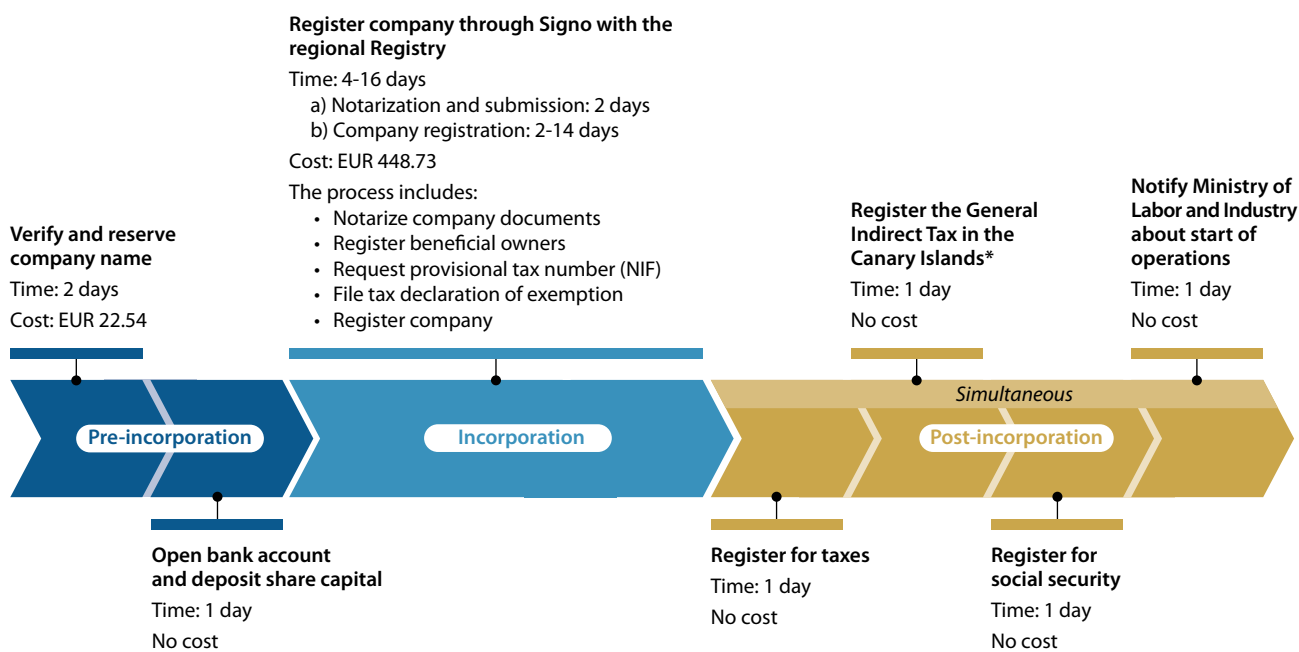 Register company through Signo with the
regional Registry
Time: 4-16 days
a) Notarization and submission: 2 days
b) Company registration: 2-14 days
Cost: EUR 448.73
The process includes:
• Notarize company documents
• Register beneficial owners
• Request provisional tax number (NIF)
• File tax declaration of exemption
• Register company
Verify and reserve
company name
Time: 2 days
Cost: EUR 22.54
Register the General
Indirect Tax in the
Canary Islands*
Time: 1 day
No cost
Notify Ministry of
Labor and Industry
about start of
operations
Time: 1 day
No cost
Simultaneous
Pre-incorporation
Incorporation
Post-incorporation
Open bank account
and deposit share capital
Time: 1 day
No cost
Register for taxes
Time: 1 day
No cost
Register for
social security
Time: 1 day
No cost